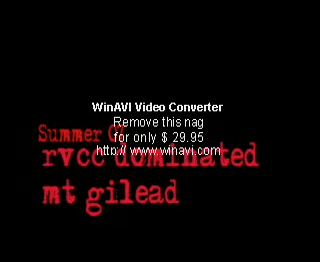 WinAVI Video Converter
Remove this nag
for only $ 29.95
http:// www.winavi.com
Summer
rvcc dominated
mt gilead